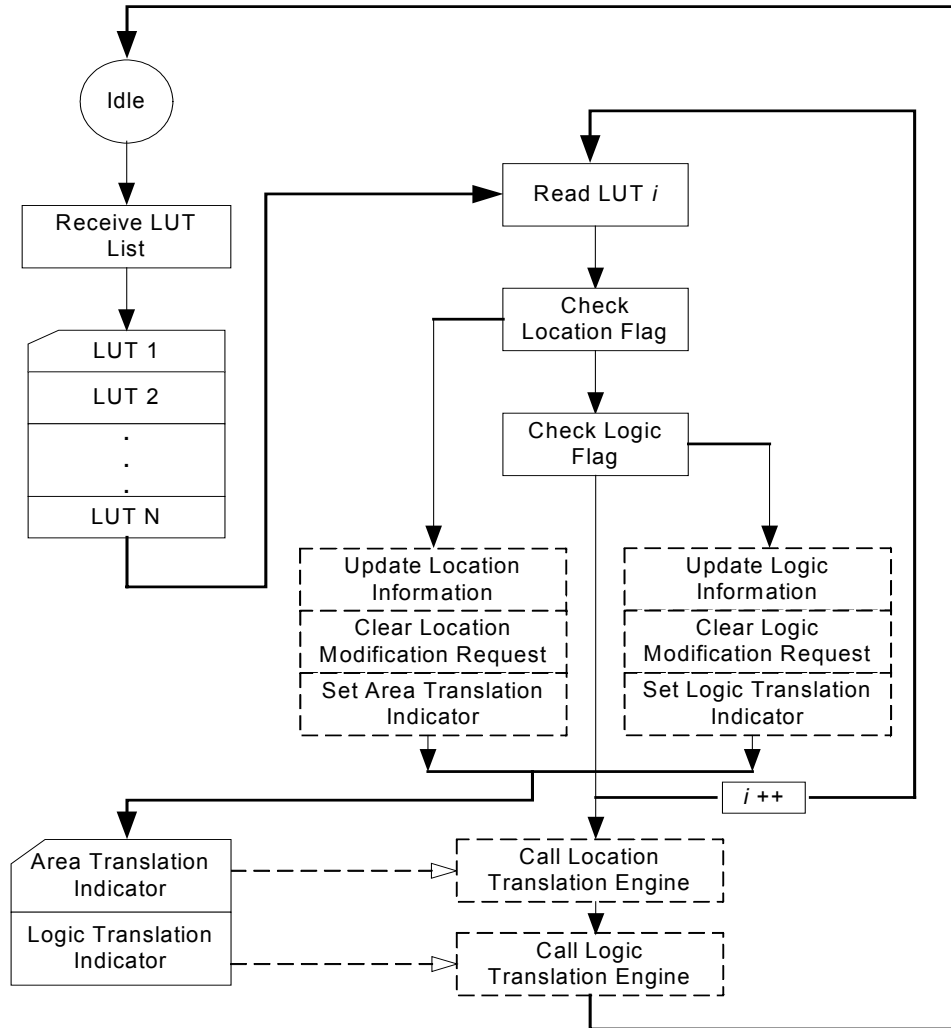 Idle
Receive LUT
List
LUT 1
LUT 2
.
.
.
LUT N
Read LUT i
Check
Location Flag
Check Logic
Flag
Update Location
Information
Clear Location
Modification Request
Set Area Translation
Indicator
Update Logic
Information
Clear Logic
Modification Request
Set Logic Translation
Indicator
i ++
Area Translation
Indicator
Logic Translation
Indicator
Call Location
Translation Engine
Call Logic
Translation Engine